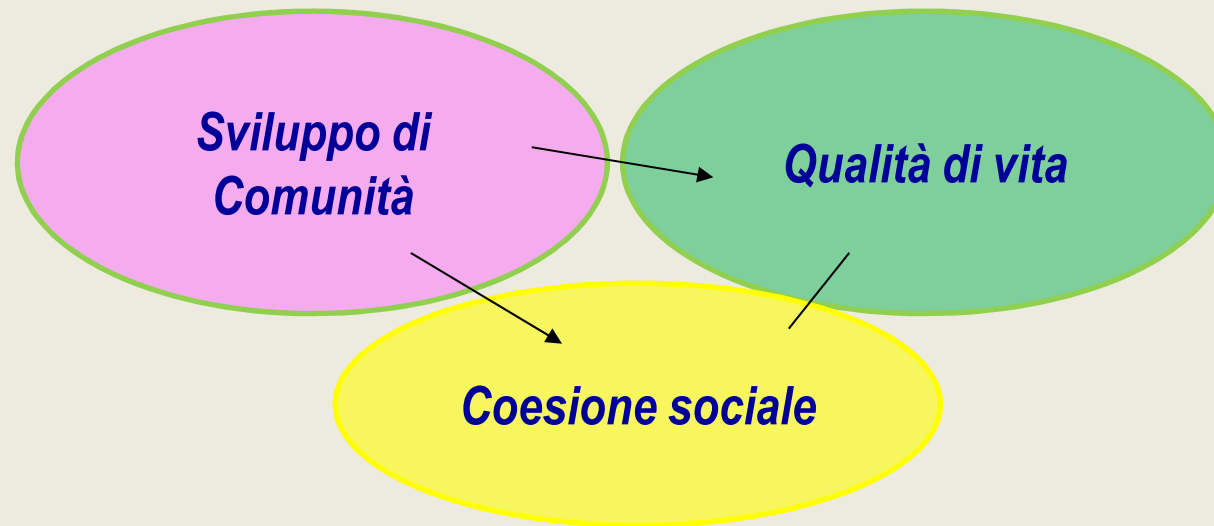 Sviluppo di
Comunità
Qualità di vita
Coesione sociale